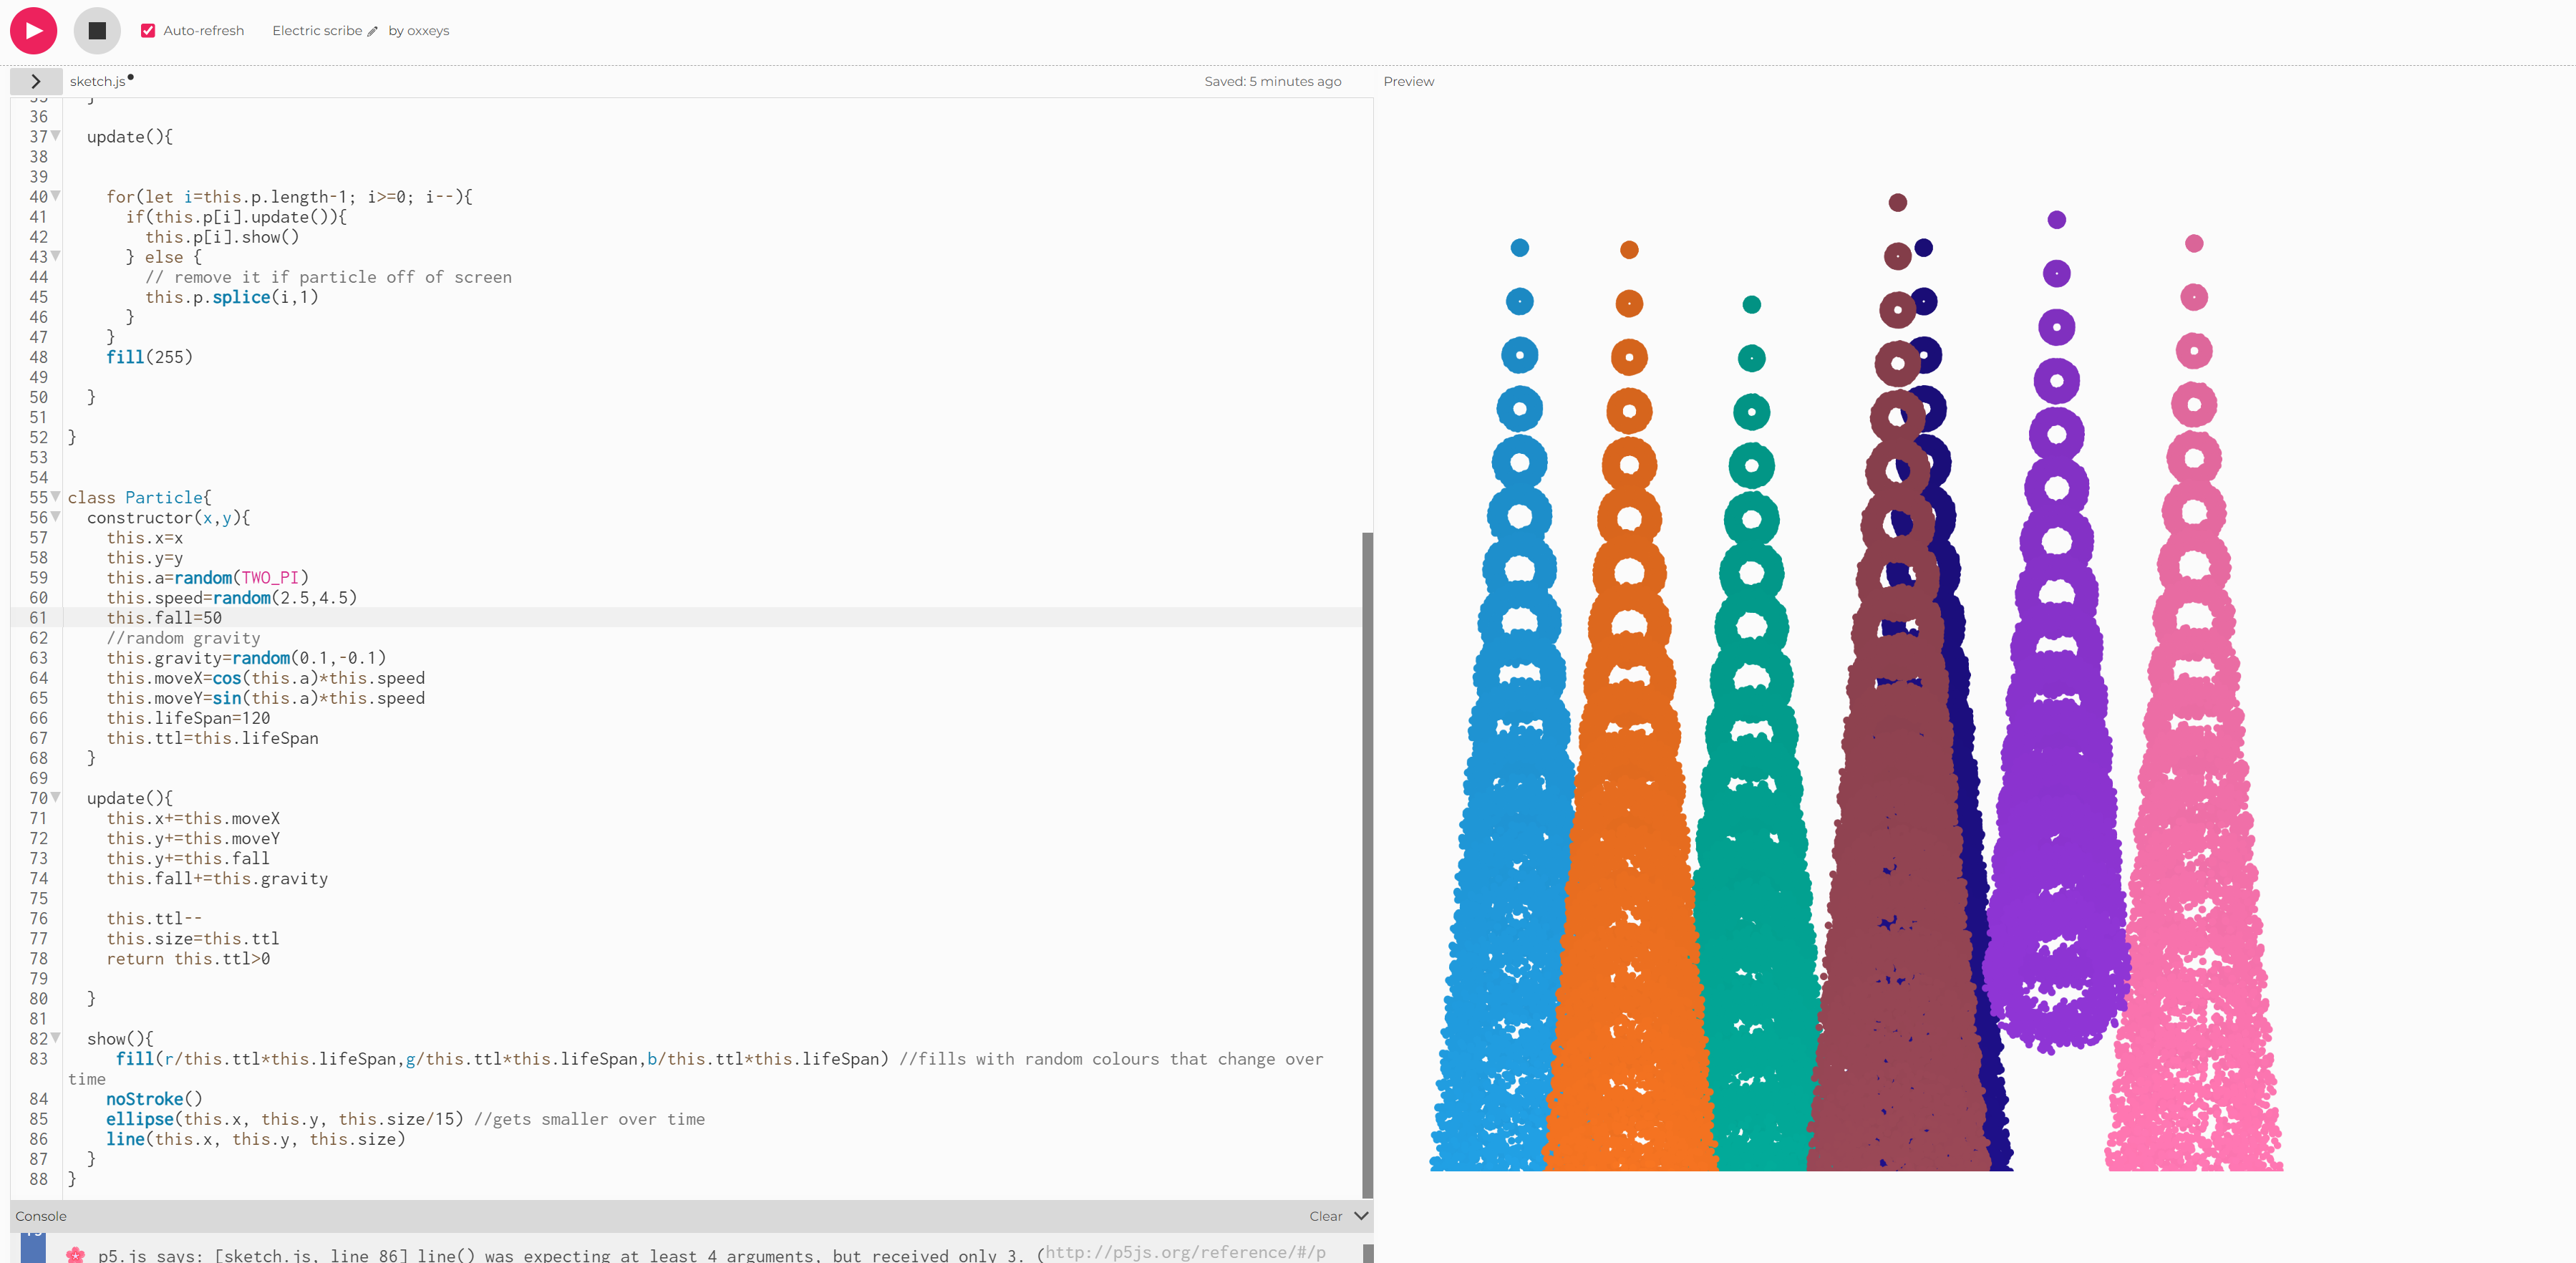 Auto-refresh Electric scribe by oxxeys
sketch.js Saved: 5 minutes ago Preview
35 }
36
37 update(){
38
39
40 for(let i=this.p.length-1; i>=0; i--){
41 if(this.p[i].update()){
42 this.p[i].show()
43 } else {
44 // remove it if particle off of screen
45 this.p.splice(i,1)
46 }
47 }
48 fill(255)
49
50 }
51
52 }
53
54
55 class Particle{
56 constructor(x,y){
57 this.x=x
58 this.y=y
59 this.a=random(TWO_PI)
60 this.speed=random(2.5,4.5)
61 this.fall=50
62 //random gravity
63 this.gravity=random(0.1,-0.1)
64 this.moveX=cos(this.a)*this.speed
65 this.moveY=sin(this.a)*this.speed
66 this.lifeSpan=120
67 this.ttl=this.lifeSpan
68 }
69
70 update(){
71 this.x+=this.moveX
72 this.y+=this.moveY
73 this.y+=this.fall
74 this.fall+=this.gravity
75
76 this.ttl--
77 this.size=this.ttl
78 return this.ttl>0
79
80 }
81
82 show(){
83 fill(r/this.ttl*this.lifeSpan,g/this.ttl*this.lifeSpan,b/this.ttl*this.lifeSpan) //fills with random colours that change over
time
84 noStroke()
85 ellipse(this.x, this.y, this.size/15) //gets smaller over time
86 line(this.x, this.y, this.size)
87 }
88 }
Console Clear
🌸 p5.js says: [sketch.js, line 86] line() was expecting at least 4 arguments, but received only 3. (http://p5js.org/reference/#/p